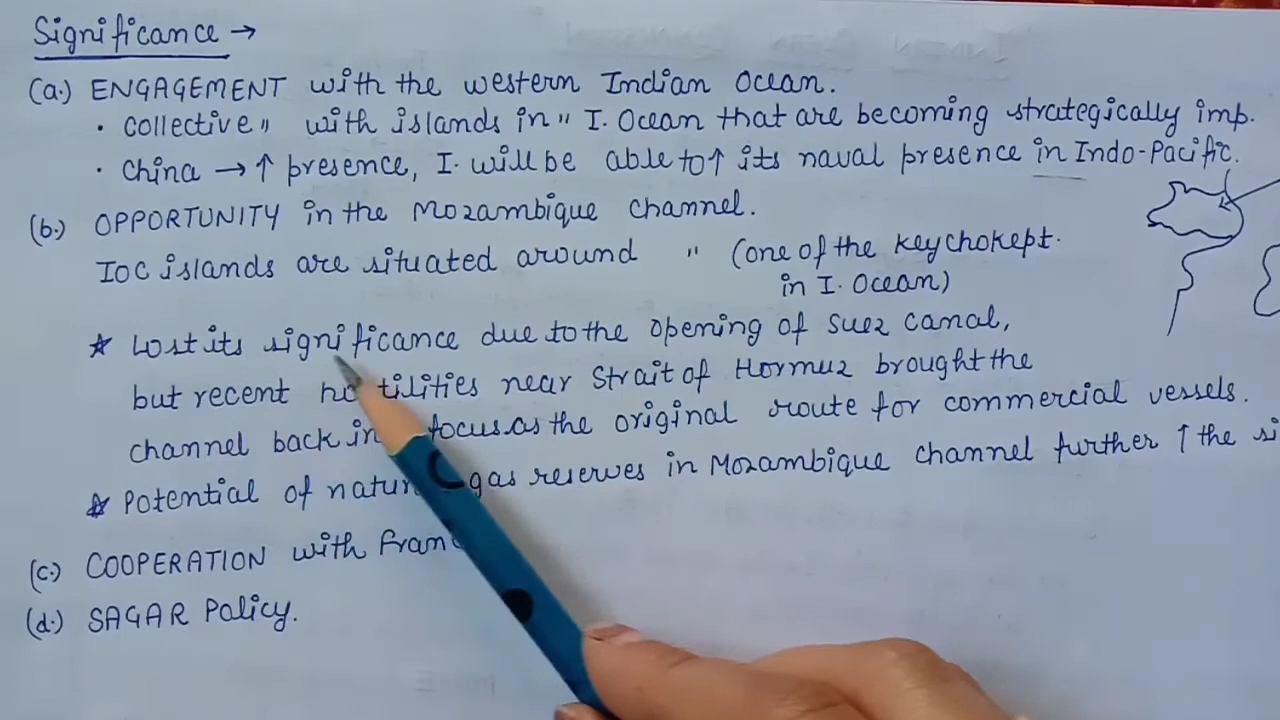 Significance →
(a.) ENGAGEMENT with the western Indian Ocean.
• Collective " with islands in " I. Ocean that are becoming strategically imp.
• China → ↑ presence, I. will be able to ↑ its naval presence in Indo-Pacific.
(b.) OPPORTUNITY in the Mozambique Channel.
IOC islands are situated around " (one of the key chokept.
in I. Ocean)
★ Lost its significance due to the opening of Suez Canal,
but recent near Strait of Hormuz brought the
channel back in focus as the original route for commercial vessels.
★ Potential of gas reserves in Mozambique channel further ↑ the
(c.) COOPERATION with
(d.) SAGAR Policy.